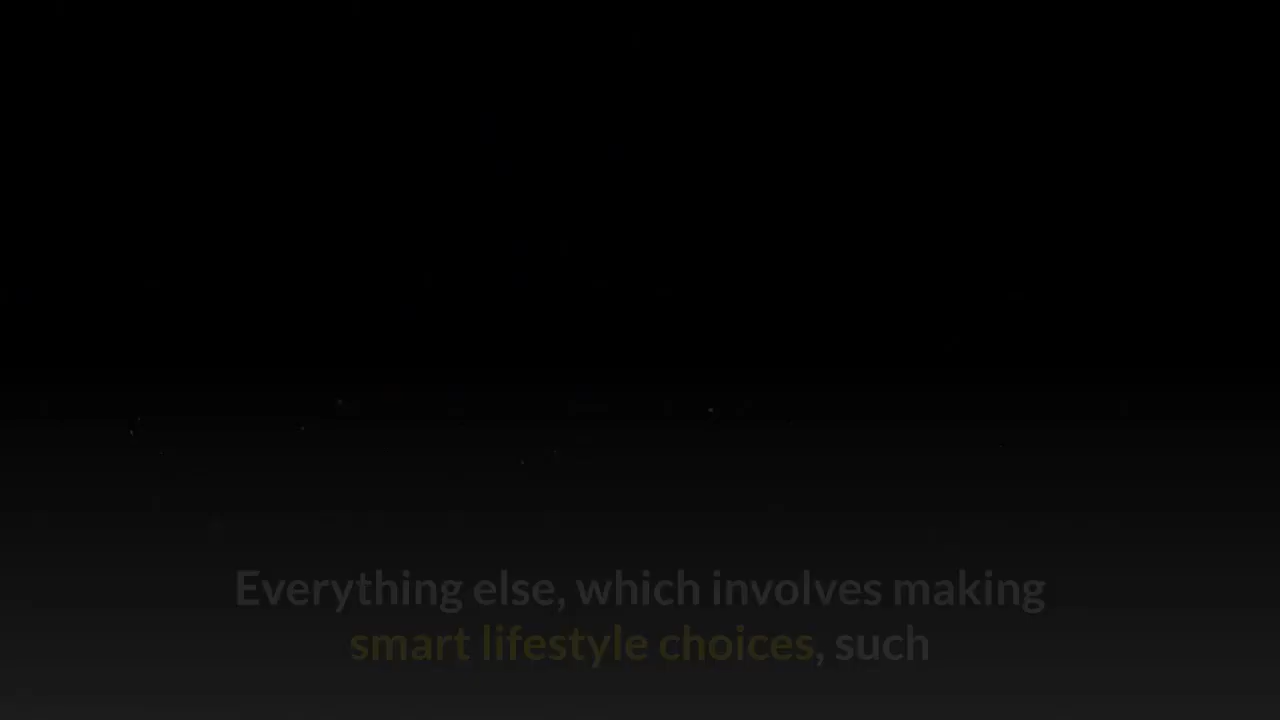 Everything else, which involves making
smart lifestyle choices, such